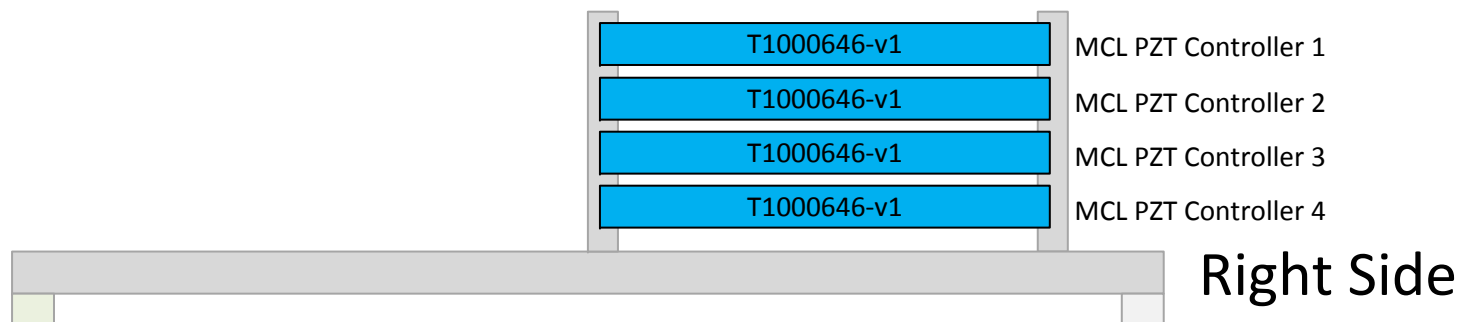 T1000646-v1 MCL PZT Controller 1
T1000646-v1 MCL PZT Controller 2
T1000646-v1 MCL PZT Controller 3
T1000646-v1 MCL PZT Controller 4
Right Side